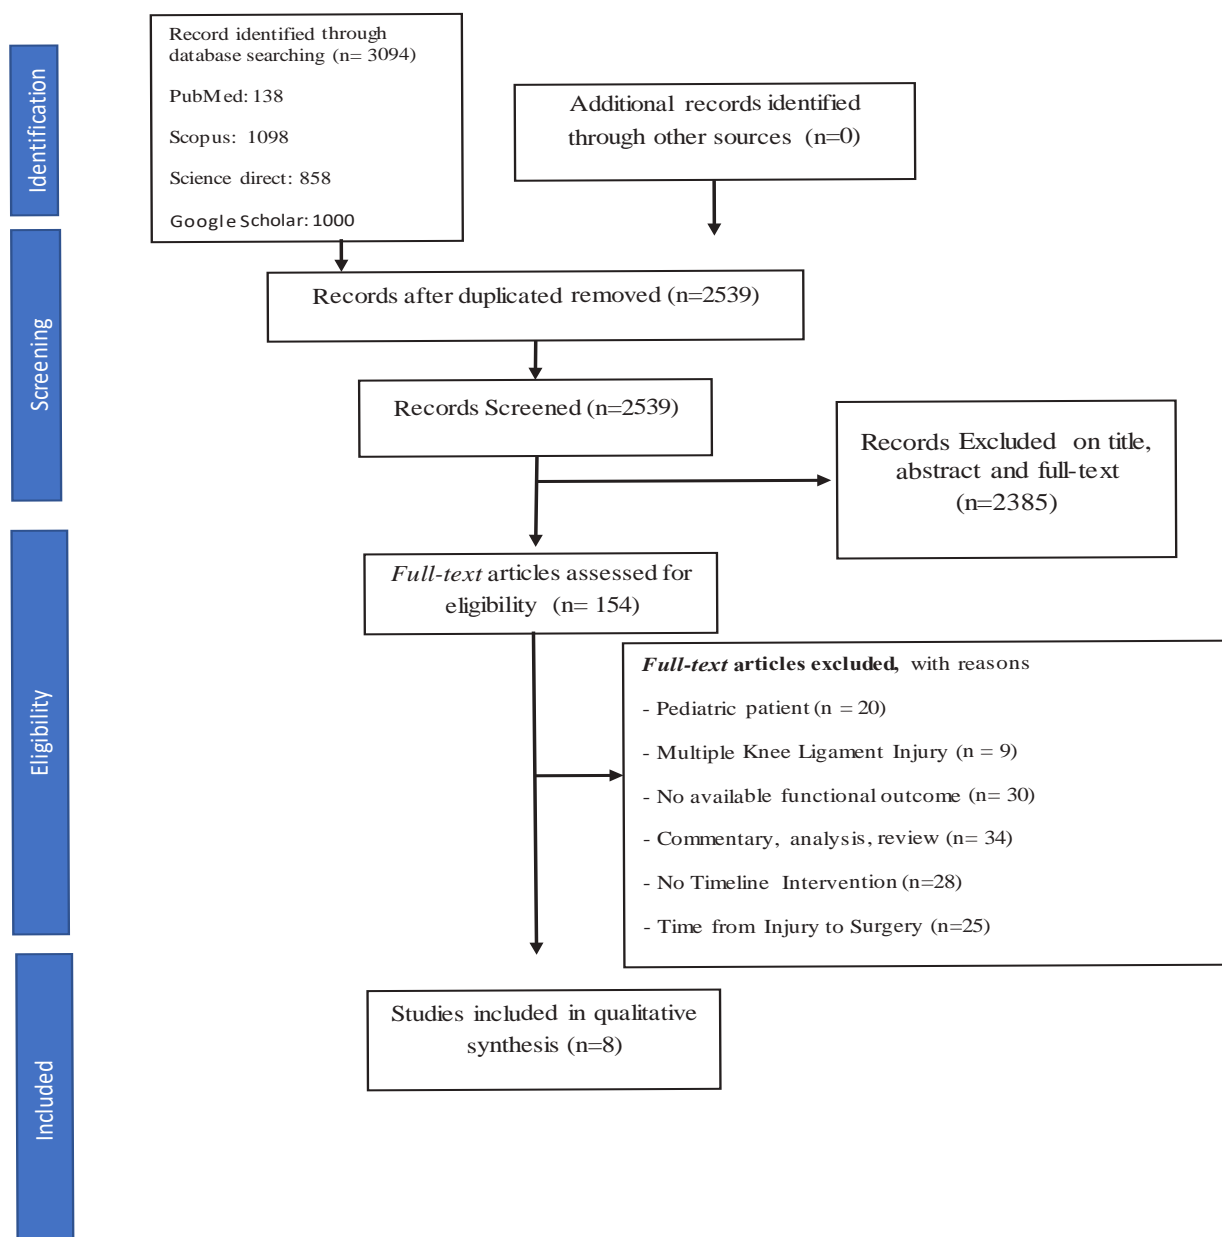 Identification
Record identified through
database searching (n= 3094)
PubMed: 138
Scopus: 1098
Science direct: 858
Google Scholar: 1000
Additional records identified
through other sources (n=0)
Screening
Records after duplicated removed (n=2539)
Records Screened (n=2539)
Records Excluded on title,
abstract and full-text
(n=2385)
Eligibility
Full-text articles assessed for
eligibility (n= 154)
Full-text articles excluded, with reasons
- Pediatric patient (n = 20)
- Multiple Knee Ligament Injury (n = 9)
- No available functional outcome (n= 30)
- Commentary, analysis, review (n= 34)
- No Timeline Intervention (n=28)
- Time from Injury to Surgery (n=25)
Included
Studies included in qualitative
synthesis (n=8)